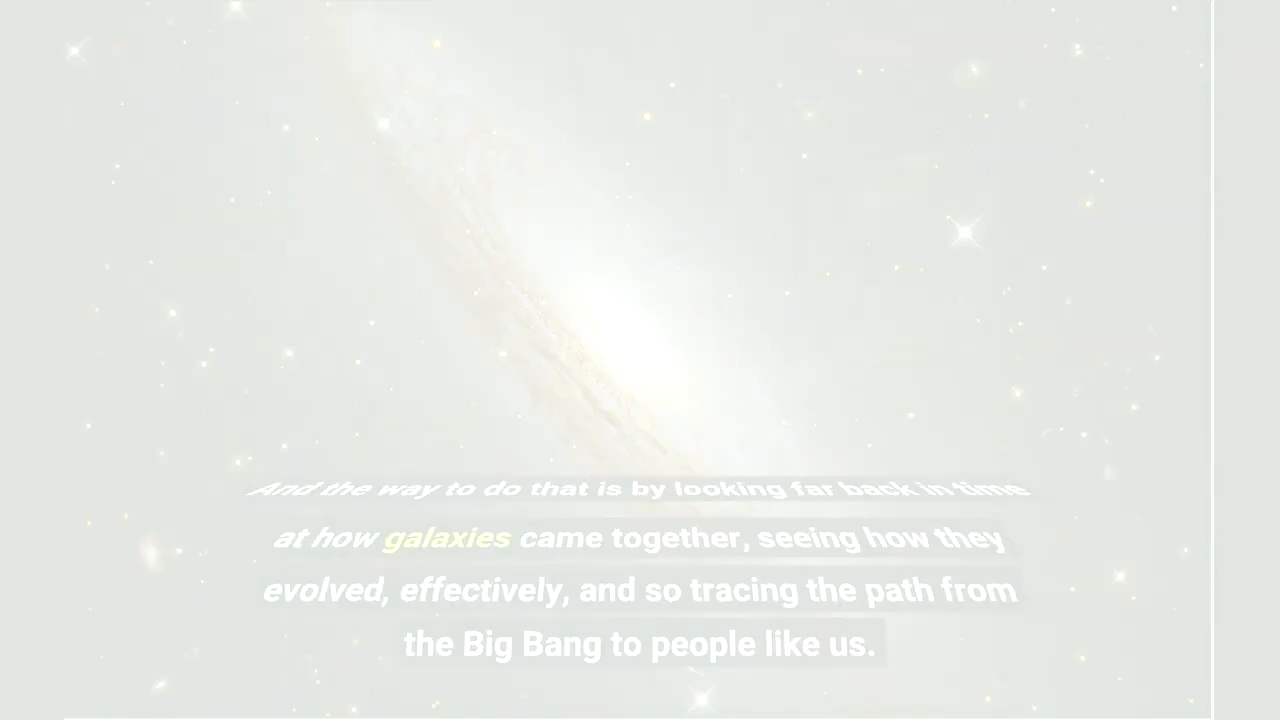 And the way to do that is by looking far back in time
at how galaxies came together, seeing how they
evolved, effectively, and so tracing the path from
the Big Bang to people like us.